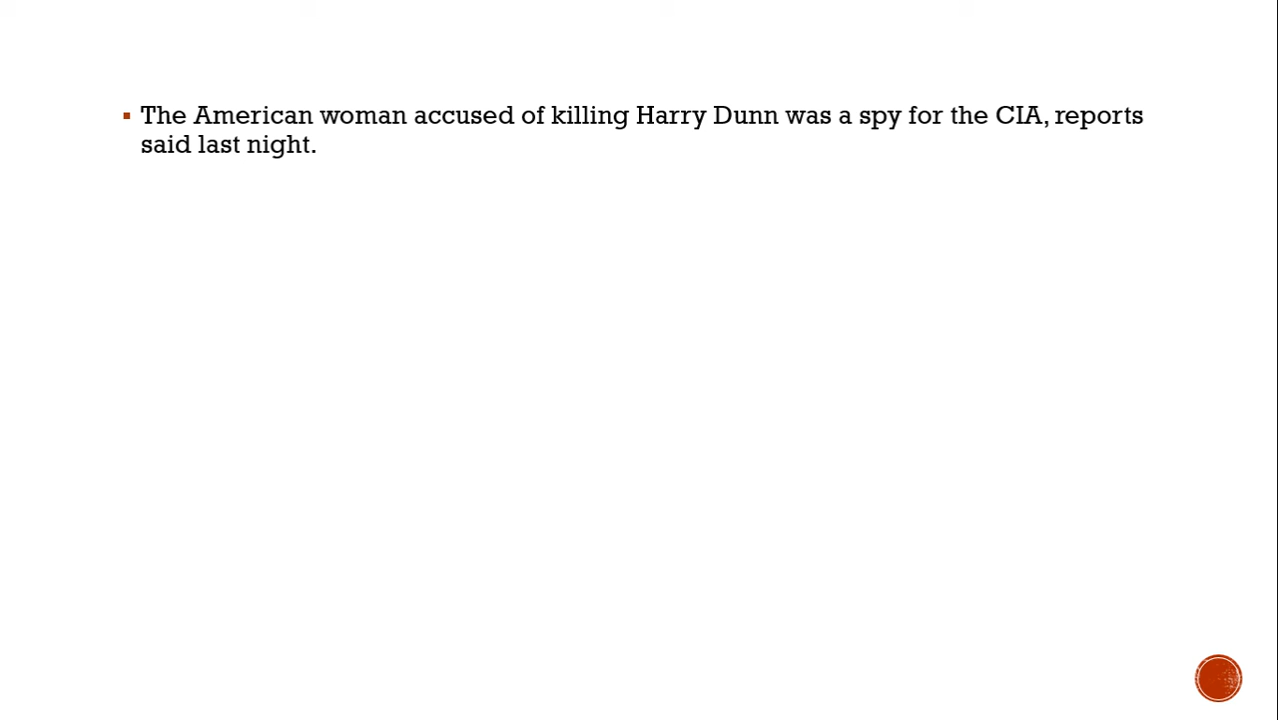 The American woman accused of killing Harry Dunn was a spy for the CIA, reports
said last night.